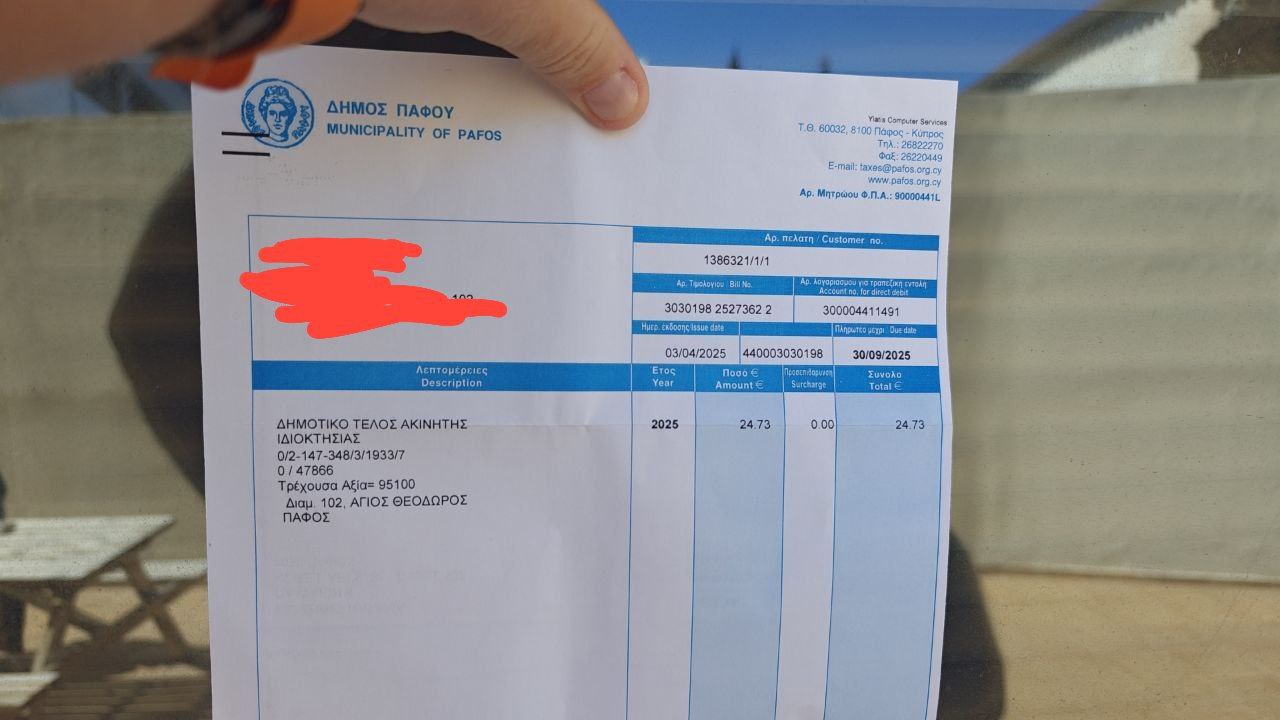 ΔΗΜΟΣ ΠΑΦΟΥ
MUNICIPALITY OF PAFOS
Yiatis Computer Services
Τ.Θ. 60032, 8100 Πάφος - Κύπρος
Τηλ.: 26822270
Φαξ: 26220449
E-mail: taxes@pafos.org.cy
www.pafos.org.cy
Αρ. Μητρώου Φ.Π.Α.: 90000441L
Αρ. πελάτη / Customer no.
1386321/1/1
Αρ. Τιμολογίου Bill No.
Αρ. λογαριασμού για τραπεζική εντολή
Account no. for direct debit
3030198 2527362 2
300004411491
Ημερ. έκδοσης Issue date
Πληρωτέο μέχρι Due date
03/04/2025
440003030198
30/09/2025
Λεπτομέρειες
Description
Έτος
Year
Ποσό €
Amount €
Προσεπιβάρυνση
Surcharge
Σύνολο
Total €
ΔΗΜΟΤΙΚΟ ΤΕΛΟΣ ΑΚΙΝΗΤΗΣ
ΙΔΙΟΚΤΗΣΙΑΣ
2025
24.73
0.00
24.73
0/2-147-348/3/1933/7
0 / 47866
Τρέχουσα Αξία= 95100
Διαμ. 102, ΑΓΙΟΣ ΘΕΟΔΩΡΟΣ
ΠΑΦΟΣ